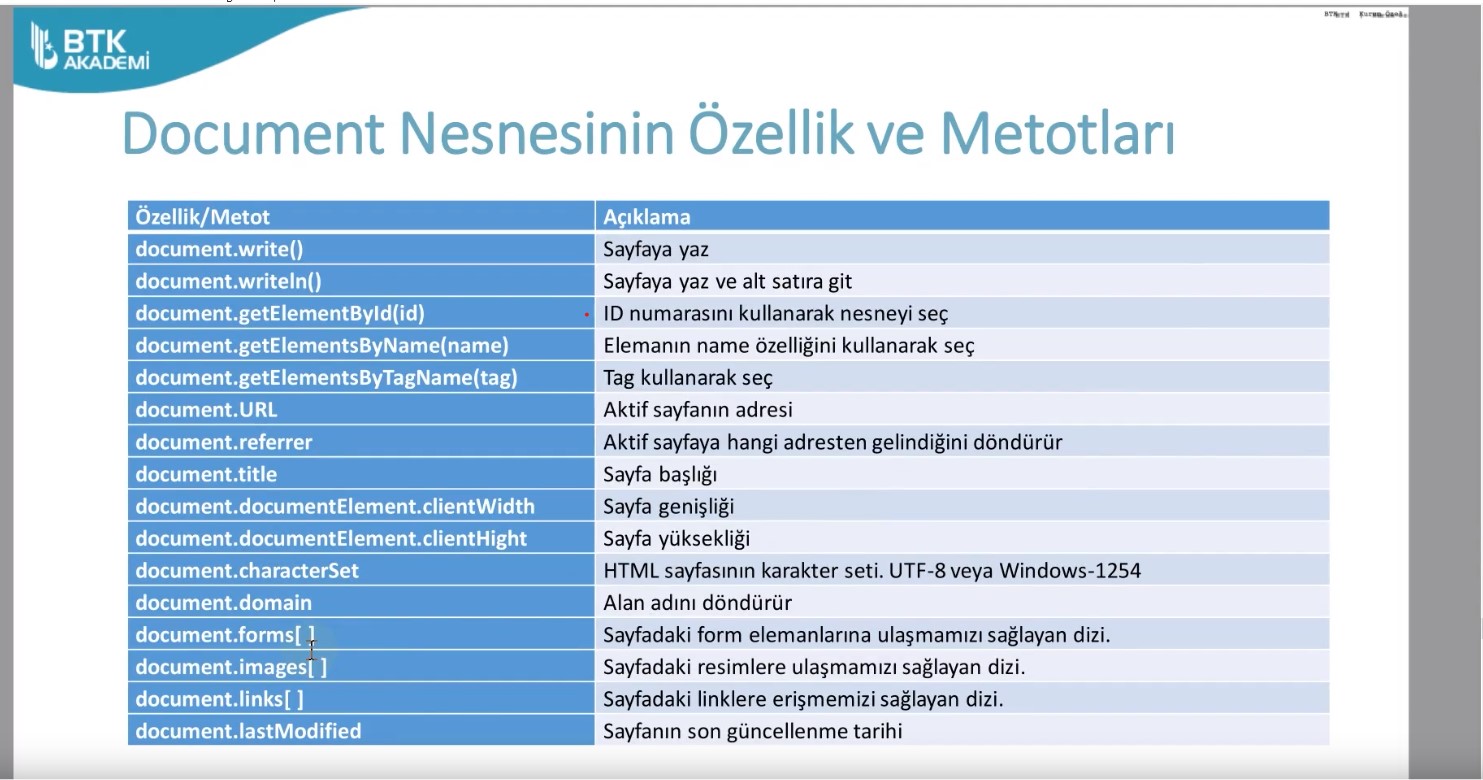 BTK
AKADEMİ
Document Nesnesinin Özellik ve Metotları
Özellik/Metot Açıklama
document.write() Sayfaya yaz
document.writeln() Sayfaya yaz ve alt satıra git
document.getElementById(id) ID numarasını kullanarak nesneyi seç
document.getElementsByName(name) Elemanın name özelliğini kullanarak seç
document.getElementsByTagName(tag) Tag kullanarak seç
document.URL Aktif sayfanın adresi
document.referrer Aktif sayfaya hangi adresten gelindiğini döndürür
document.title Sayfa başlığı
document.documentElement.clientWidth Sayfa genişliği
document.documentElement.clientHight Sayfa yüksekliği
document.characterSet HTML sayfasının karakter seti. UTF-8 veya Windows-1254
document.domain Alan adını döndürür
document.forms[ ] Sayfadaki form elemanlarına ulaşmamızı sağlayan dizi.
document.images[ ] Sayfadaki resimlere ulaşmamızı sağlayan dizi.
document.links[ ] Sayfadaki linklere erişmemizi sağlayan dizi.
document.lastModified Sayfanın son güncellenme tarihi